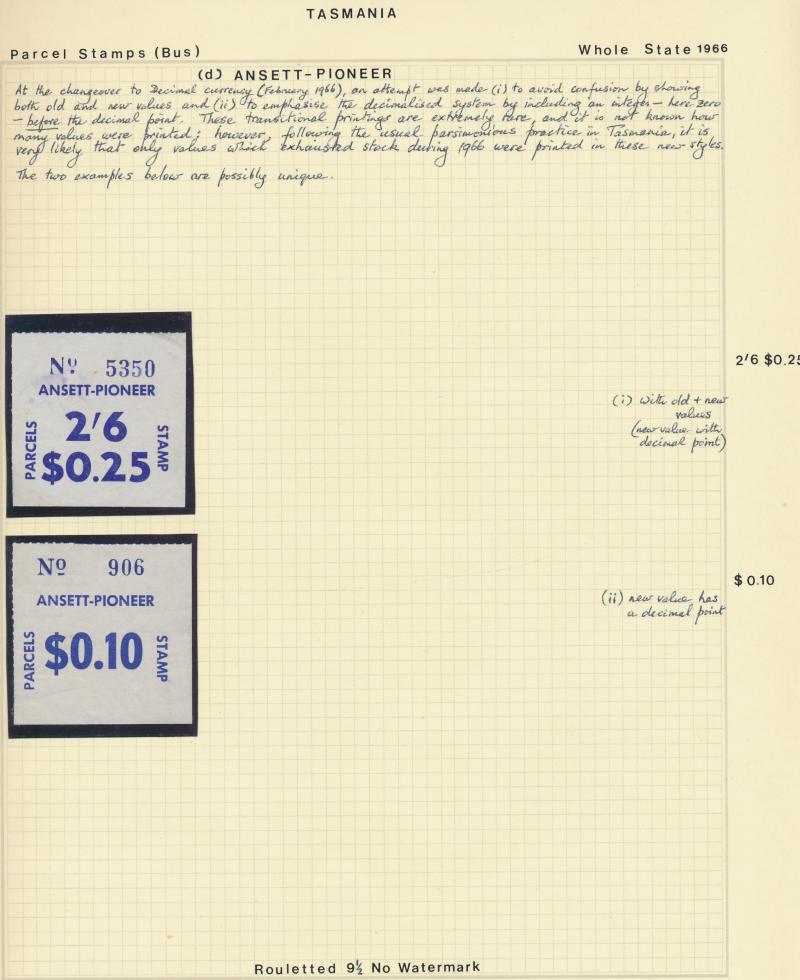 TASMANIA
Parcel Stamps (Bus)
Whole State 1966
(d) ANSETT-PIONEER
At the changeover to Decimal currency (February 1966), an attempt was made (i) to avoid confusion by showing
both old and new values and (ii) to emphasise the decimalised system by including an integer – here zero
– before the decimal point. These transitional printings are extremely rare, and it is not known how
many values were printed; however, following the usual parsimonious practice in Tasmania, it is
very likely that only values which exhausted stock during 1966 were printed in these new styles.
The two examples below are possibly unique.
Nº 5350
ANSETT-PIONEER
PARCELS
2'6
$0.25
STAMP
2'6 $0.25
(i) with old + new
values
(new value with
decimal point)
Nº 906
ANSETT-PIONEER
PARCELS
$0.10
STAMP
$0.10
(ii) new value has
a decimal point
Rouletted 9½ No Watermark